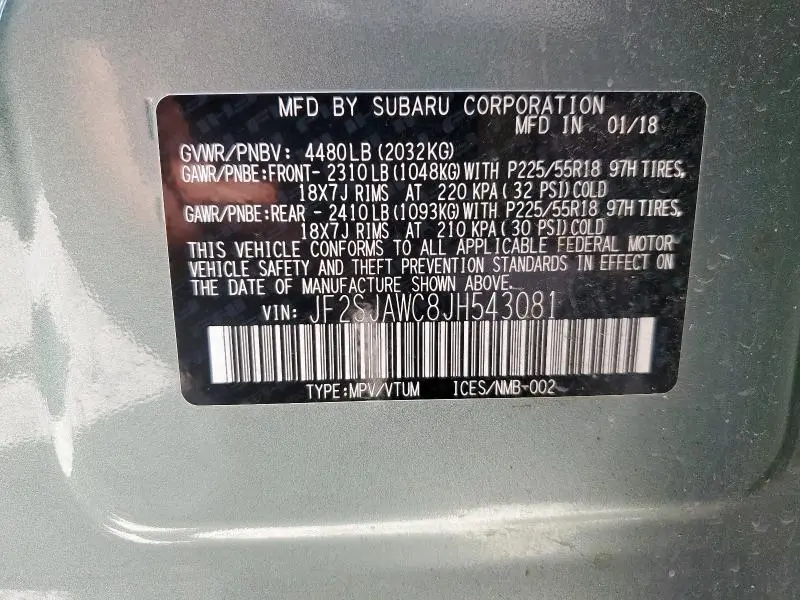 MFD BY SUBARU CORPORATION
MFD IN 01/18
GVWR/PNBV: 4480LB(2032KG)
GAWR/PNBE:FRONT- 2310LB(1048KG)WITH P225/55R18 97H TIRES,
18X7J RIMS AT 220 KPA(32 PSI)COLD
GAWR/PNBE:REAR - 2410LB(1093KG)WITH P225/55R18 97H TIRES,
18X7J RIMS AT 210 KPA(30 PSI)COLD
THIS VEHICLE CONFORMS TO ALL APPLICABLE FEDERAL MOTOR
VEHICLE SAFETY AND THEFT PREVENTION STANDARDS IN EFFECT ON
THE DATE OF MANUFACTURE SHOWN ABOVE.
VIN: JF2SJAWC8JH543081
TYPE:MPV/VTUM ICES/NMB-002